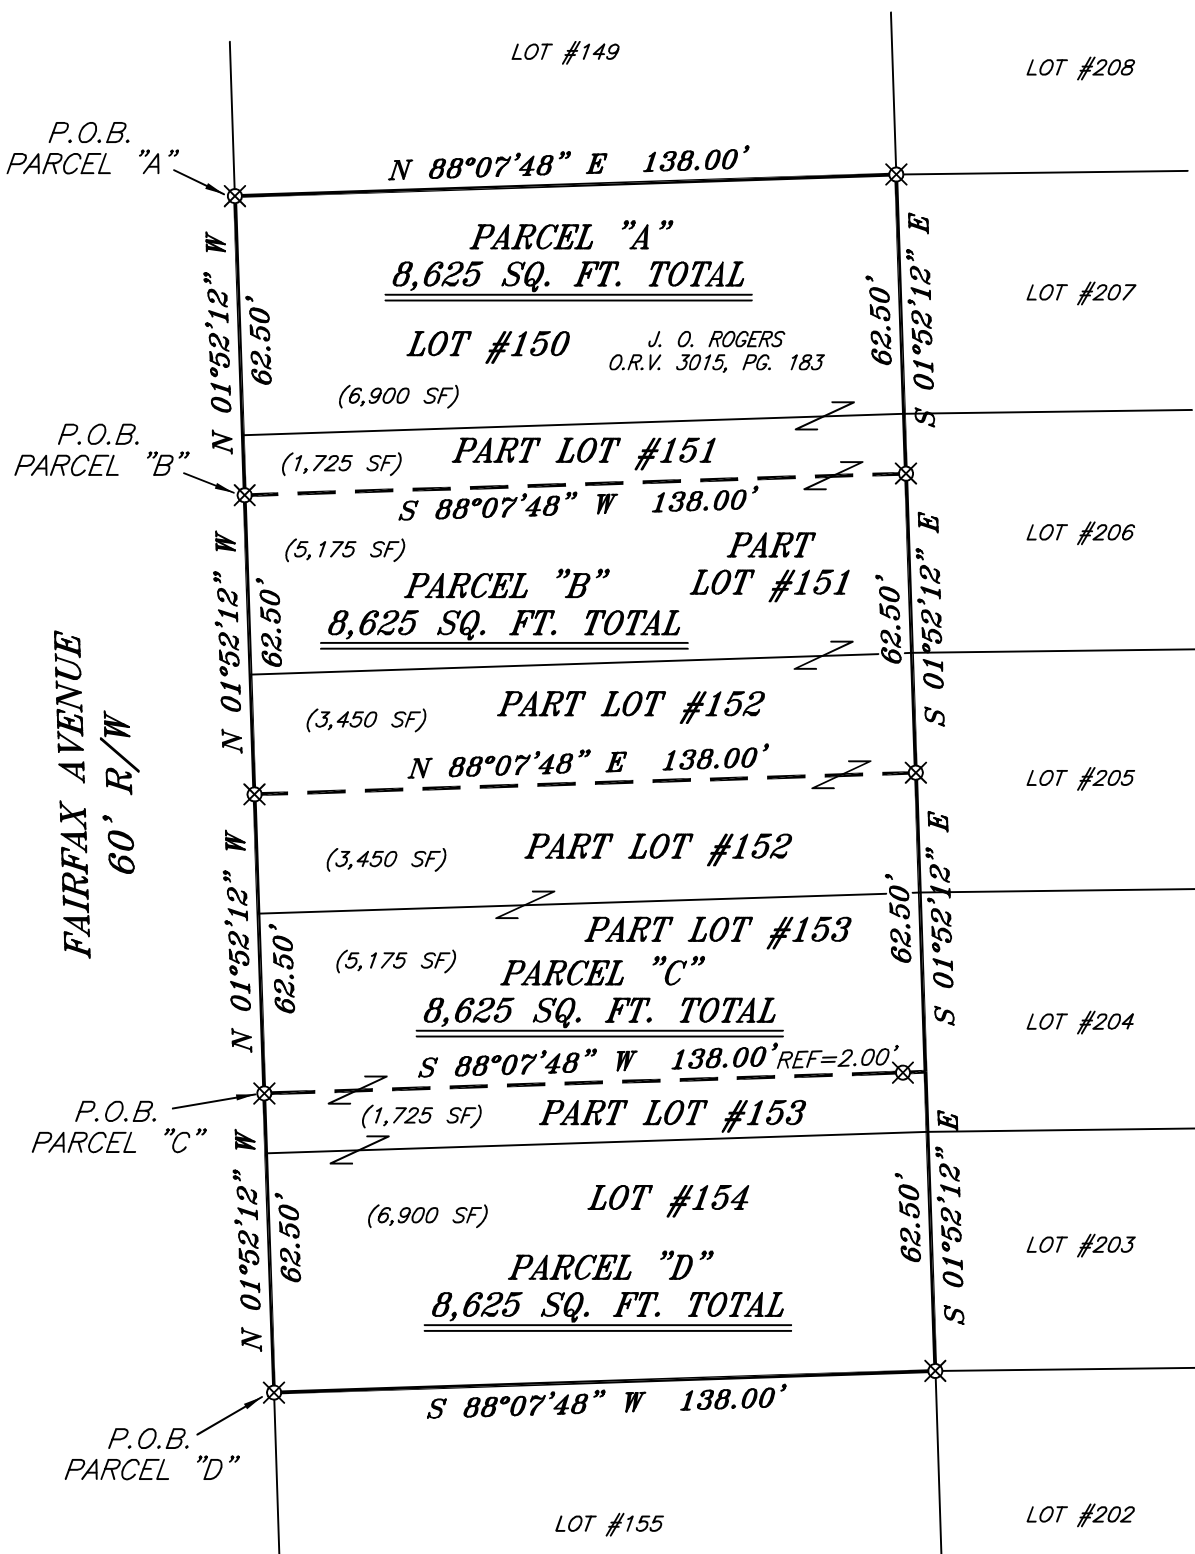 LOT #149
LOT #208
P.O.B.
PARCEL "A"
N 88°07'48" E 138.00'
PARCEL "A"
8,625 SQ. FT. TOTAL
N 01°52'12" W
62.50'
62.50'
S 01°52'12" E
LOT #207
LOT #150
J. O. ROGERS
O.R.V. 3015, PG. 183
(6,900 SF)
P.O.B.
PARCEL "B"
(1,725 SF)
PART LOT #151
S 88°07'48" W 138.00'
(5,175 SF)
PART
LOT #151
LOT #206
PARCEL "B"
8,625 SQ. FT. TOTAL
N 01°52'12" W
62.50'
62.50'
S 01°52'12" E
FAIRFAX AVENUE
60' R/W
(3,450 SF)
PART LOT #152
N 88°07'48" E 138.00'
LOT #205
(3,450 SF)
PART LOT #152
N 01°52'12" W
62.50'
62.50'
S 01°52'12" E
PART LOT #153
(5,175 SF)
PARCEL "C"
8,625 SQ. FT. TOTAL
LOT #204
S 88°07'48" W 138.00'
REF=2.00'
P.O.B.
PARCEL "C"
(1,725 SF)
PART LOT #153
N 01°52'12" W
62.50'
62.50'
S 01°52'12" E
LOT #154
(6,900 SF)
LOT #203
PARCEL "D"
8,625 SQ. FT. TOTAL
S 88°07'48" W 138.00'
P.O.B.
PARCEL "D"
LOT #155
LOT #202